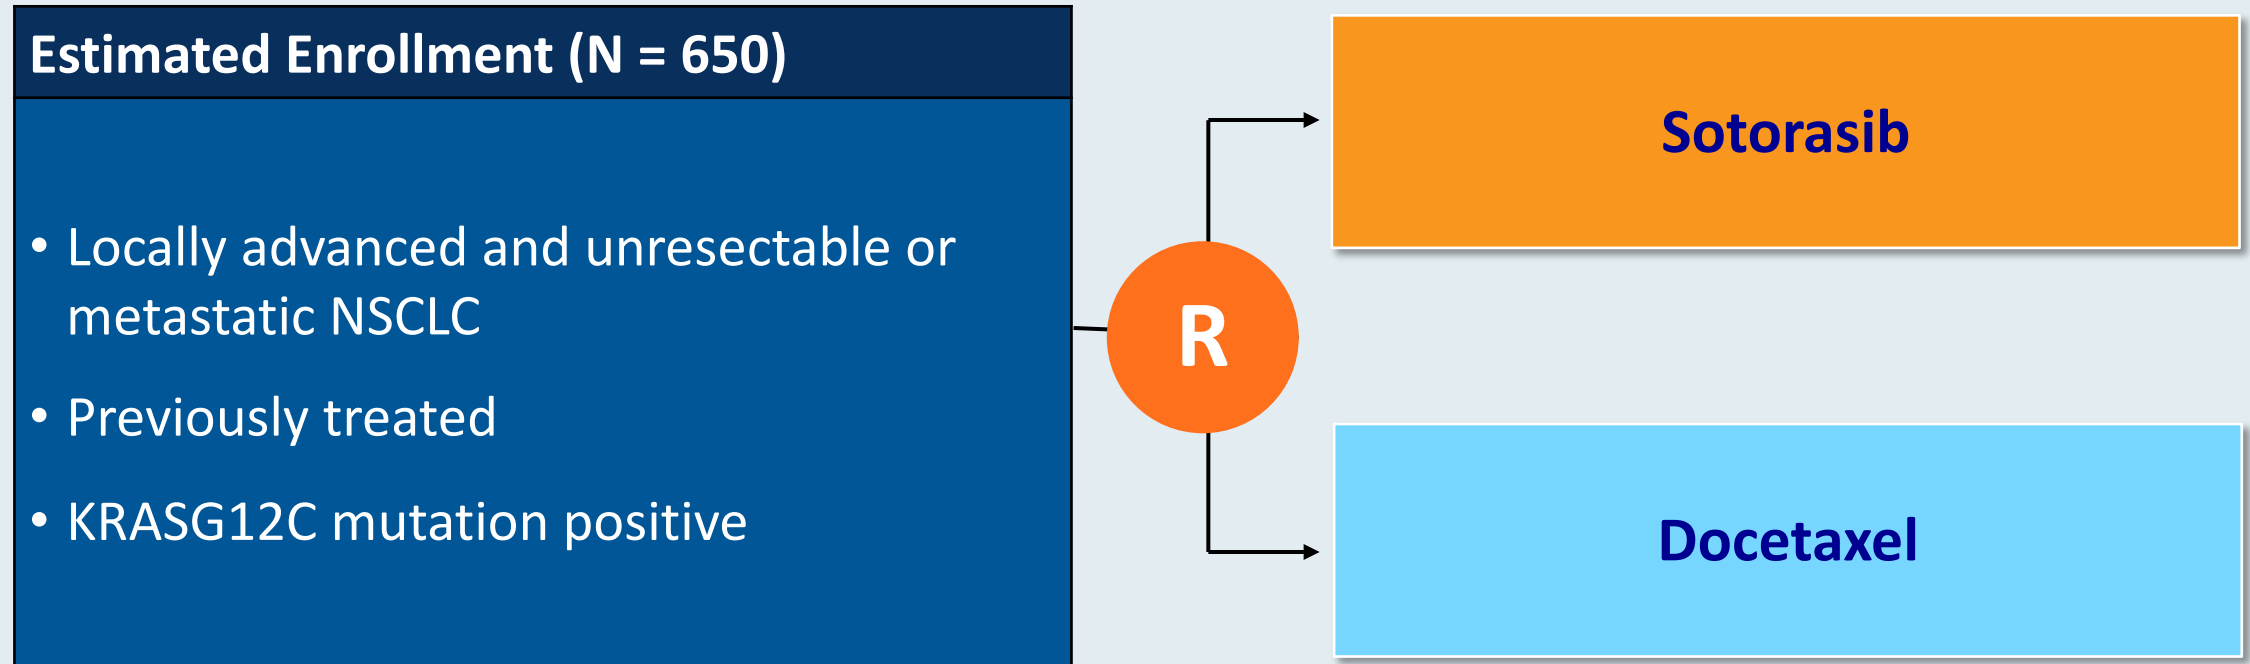 Estimated Enrollment (N = 650)
• Locally advanced and unresectable or
metastatic NSCLC
• Previously treated
• KRASG12C mutation positive
R
Sotorasib
Docetaxel